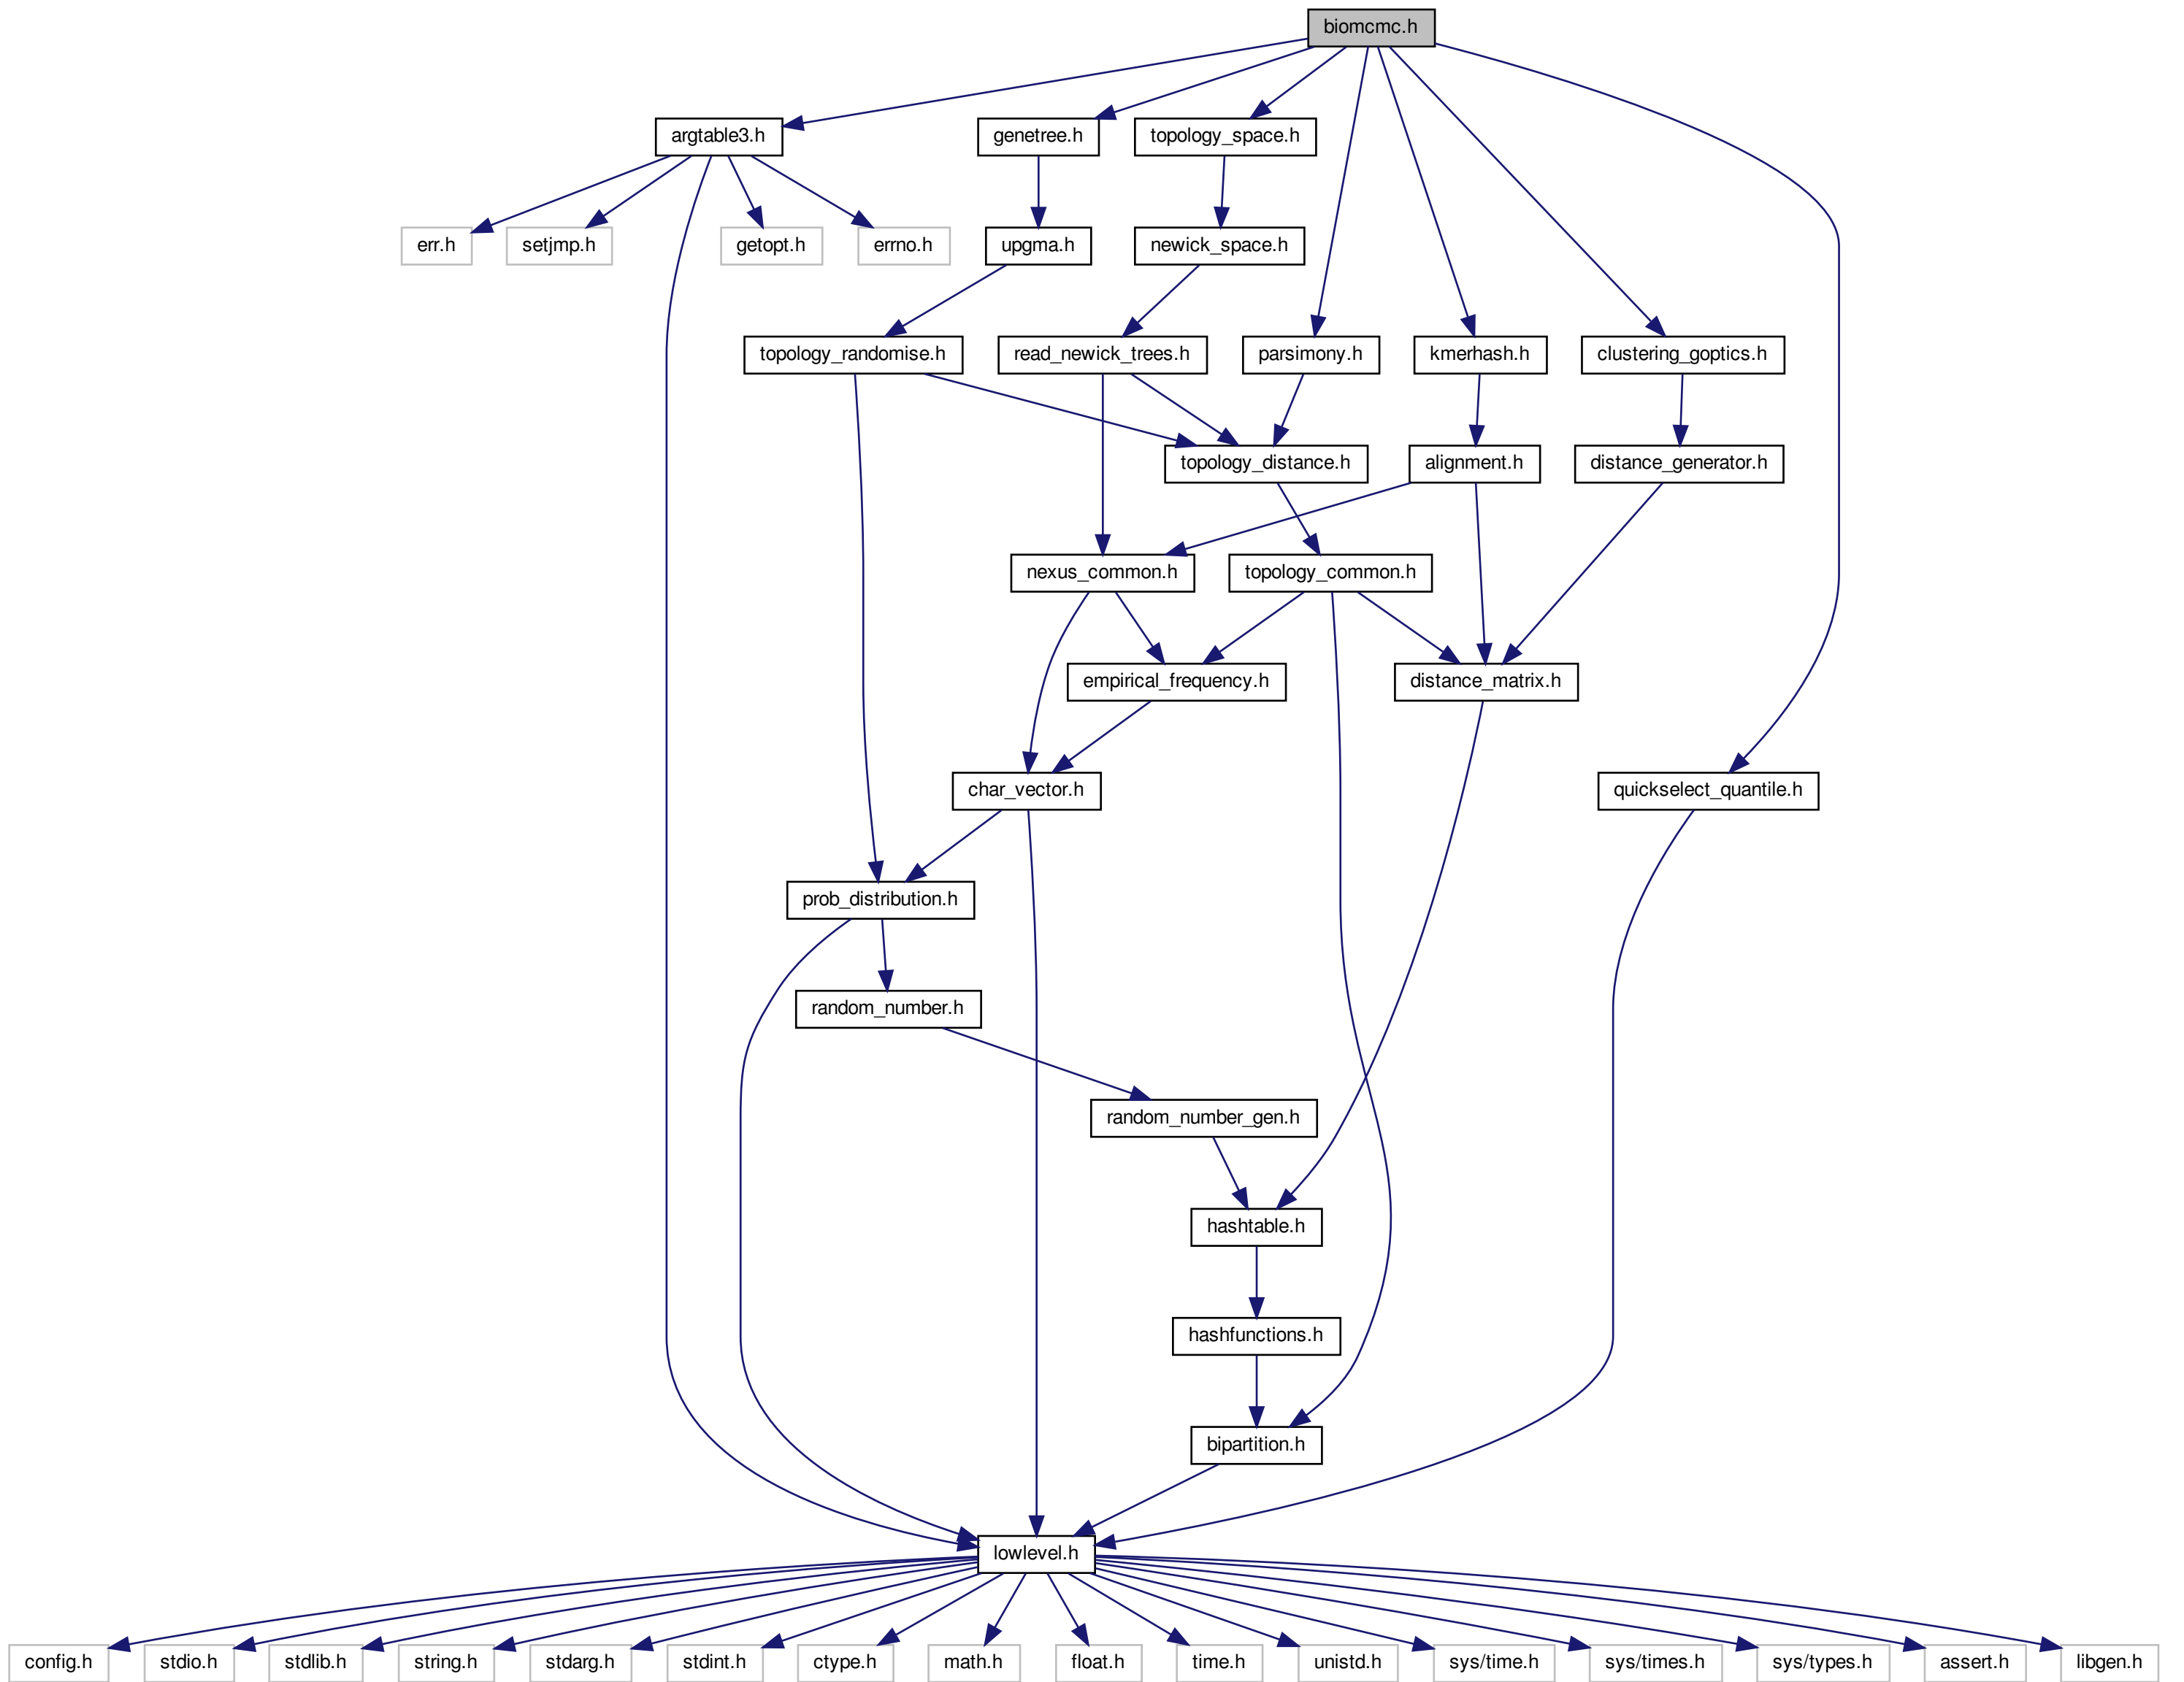 biomcmc.h
argtable3.h
genetree.h
topology_space.h
err.h
setjmp.h
getopt.h
errno.h
upgma.h
newick_space.h
topology_randomise.h
read_newick_trees.h
parsimony.h
kmerhash.h
clustering_goptics.h
topology_distance.h
alignment.h
distance_generator.h
nexus_common.h
topology_common.h
empirical_frequency.h
distance_matrix.h
char_vector.h
quickselect_quantile.h
prob_distribution.h
random_number.h
random_number_gen.h
hashtable.h
hashfunctions.h
bipartition.h
lowlevel.h
config.h
stdio.h
stdlib.h
string.h
stdarg.h
stdint.h
ctype.h
math.h
float.h
time.h
unistd.h
sys/time.h
sys/times.h
sys/types.h
assert.h
libgen.h